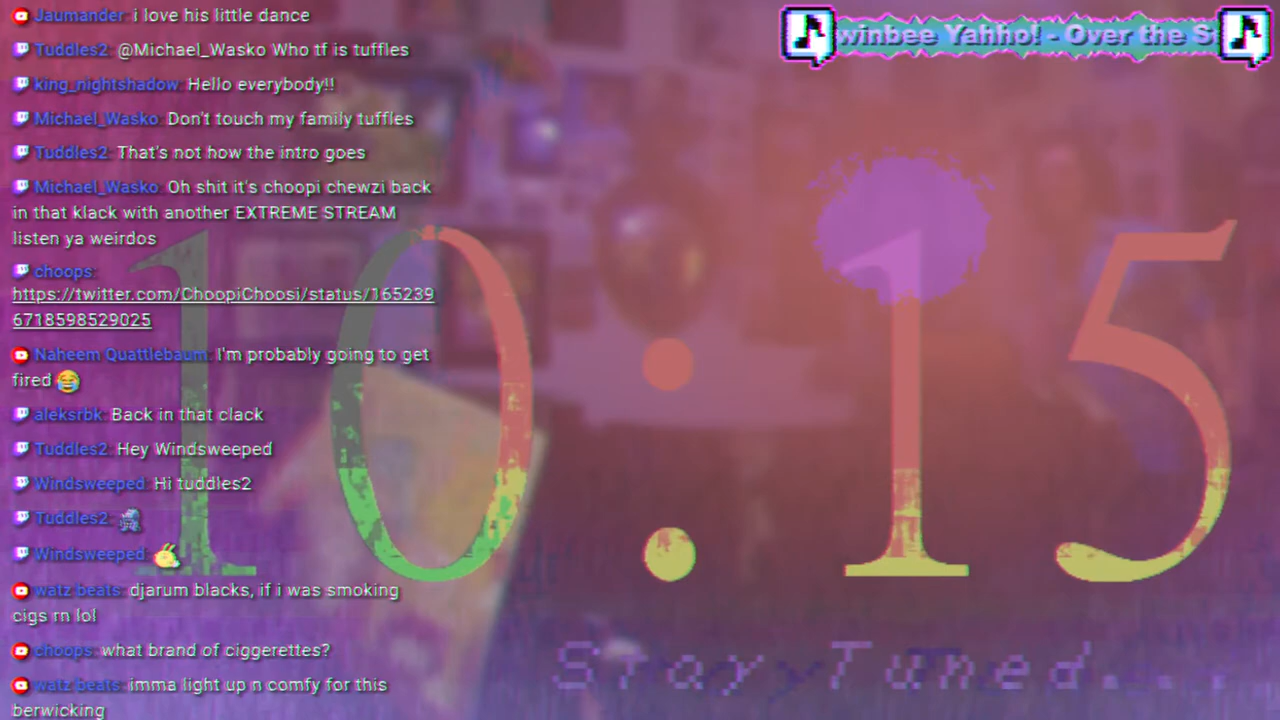 Jaumander: i love his little dance
Tuddles2: @Michael_Wasko Who tf is tuffles
king_nightshadow: Hello everybody!!
Michael_Wasko: Don't touch my family tuffles
Tuddles2: That's not how the intro goes
Michael_Wasko: Oh shit it's choopi chewzi back
in that klack with another EXTREME STREAM
listen ya weirdos
choops:
https://twitter.com/ChoopiChoosi/status/165239
6718598529025
Naheem Quattlebaum: I'm probably going to get
fired 😂
aleksrbk: Back in that clack
Tuddles2: Hey Windsweeped
Windsweeped: Hi tuddles2
Tuddles2:
Windsweeped:
watz beats: djarum blacks, if i was smoking
cigs rn lol
choops: what brand of ciggerettes?
watz beats: imma light up n comfy for this
berwicking
winbee Yahho! - Over the
10:15
Stay Tuned...